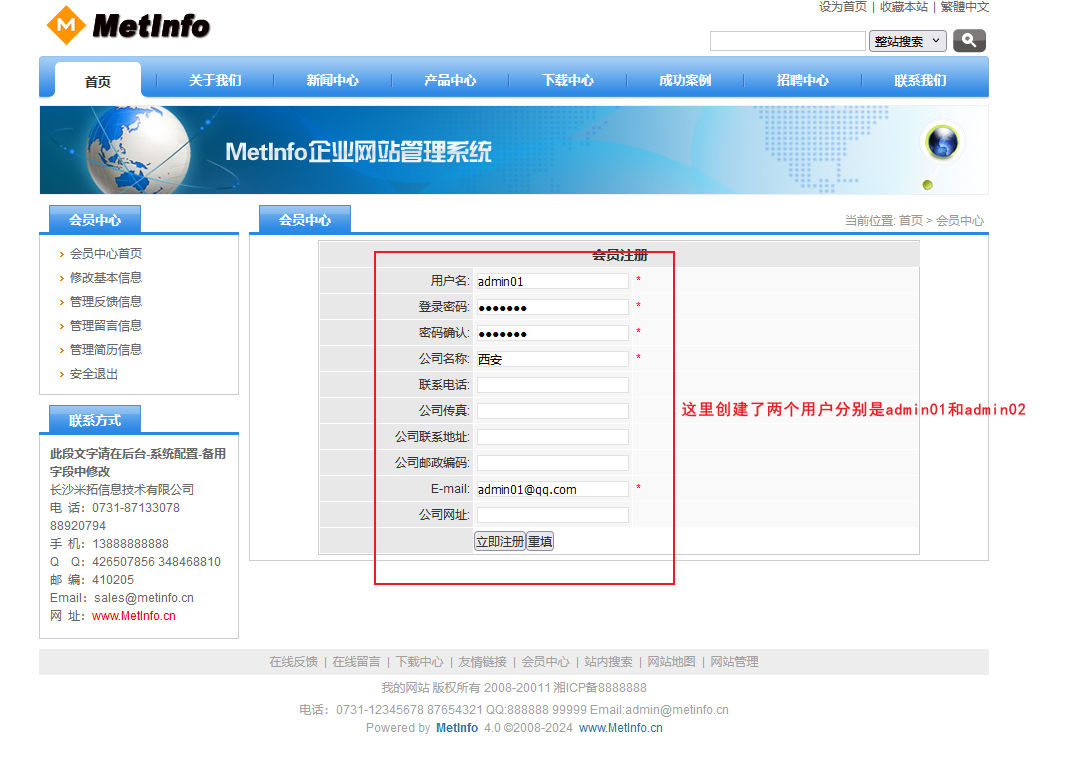 设为首页 | 收藏本站 | 繁體中文
M MetInfo
整站搜索
首页 关于我们 新闻中心 产品中心 下载中心 成功案例 招聘中心 联系我们
MetInfo企业网站管理系统
会员中心
会员中心首页
修改基本信息
管理反馈信息
管理留言信息
管理简历信息
安全退出
联系方式
此段文字请在后台-系统配置-备用
字段中修改
长沙米拓信息技术有限公司
电 话：0731-87133078
88920794
手 机：13888888888
Q Q：426507856 348468810
邮 编：410205
Email：sales@metinfo.cn
网 址：www.MetInfo.cn
会员中心
当前位置: 首页 > 会员中心
会员注册
用户名: admin01 *
登录密码: ●●●●●●● *
密码确认: ●●●●●●● *
公司名称: 西安 *
联系电话:
公司传真:
公司联系地址:
公司邮政编码:
E-mail: admin01@qq.com *
公司网址:
立即注册 重填
这里创建了两个用户分别是admin01和admin02
在线反馈 | 在线留言 | 下载中心 | 友情链接 | 会员中心 | 站内搜索 | 网站地图 | 网站管理
我的网站 版权所有 2008-20011 湘ICP备8888888
电话：0731-12345678 87654321 QQ:888888 99999 Email:admin@metinfo.cn
Powered by MetInfo 4.0 ©2008-2024 www.MetInfo.cn